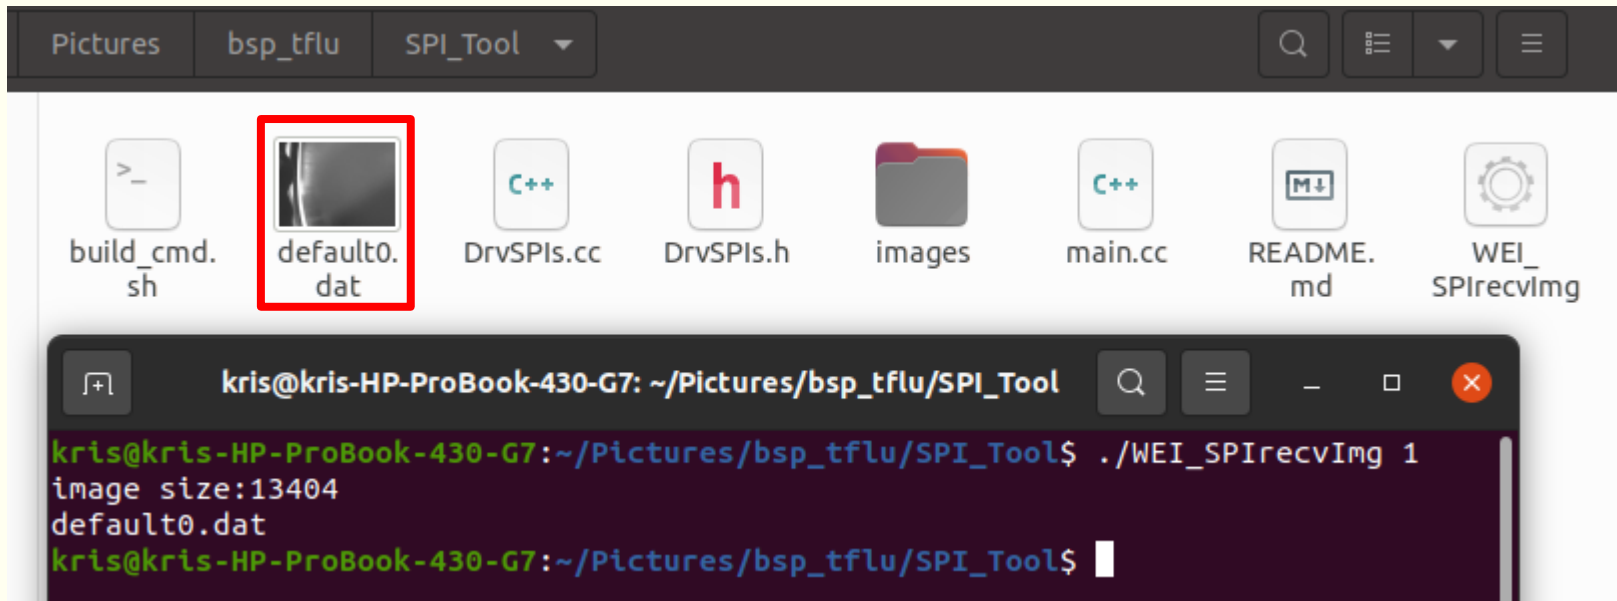 Pictures
bsp_tflu
SPI_Tool
>_
C++
h
C++
M
build_cmd.
sh
default0.
dat
DrvSPIs.cc
DrvSPIs.h
images
main.cc
README.
md
WEI_
SPIrecvImg
kris@kris-HP-ProBook-430-G7: ~/Pictures/bsp_tflu/SPI_Tool
kris@kris-HP-ProBook-430-G7:~/Pictures/bsp_tflu/SPI_Tool$ ./WEI_SPIrecvImg 1
image size:13404
default0.dat
kris@kris-HP-ProBook-430-G7:~/Pictures/bsp_tflu/SPI_Tool$